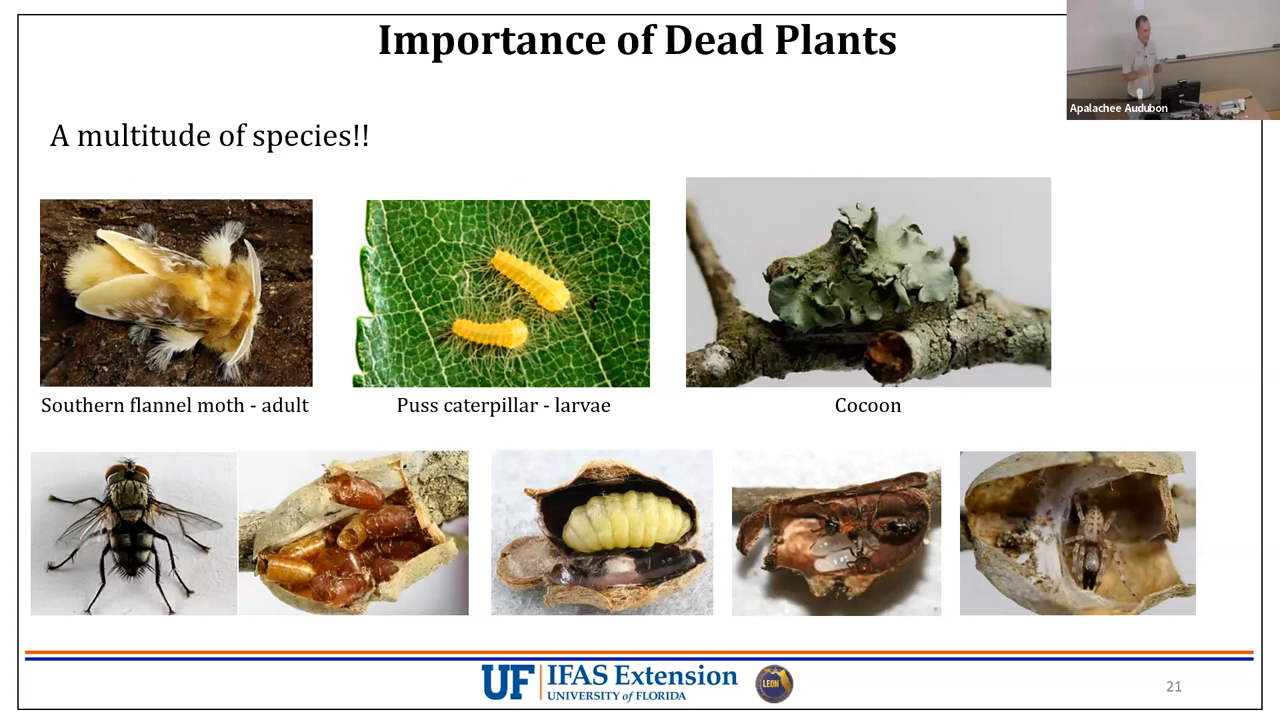 Importance of Dead Plants
Apalachee Audubon
A multitude of species!!
Southern flannel moth - adult
Puss caterpillar - larvae
Cocoon
UF IFAS Extension
UNIVERSITY of FLORIDA
LEON
21